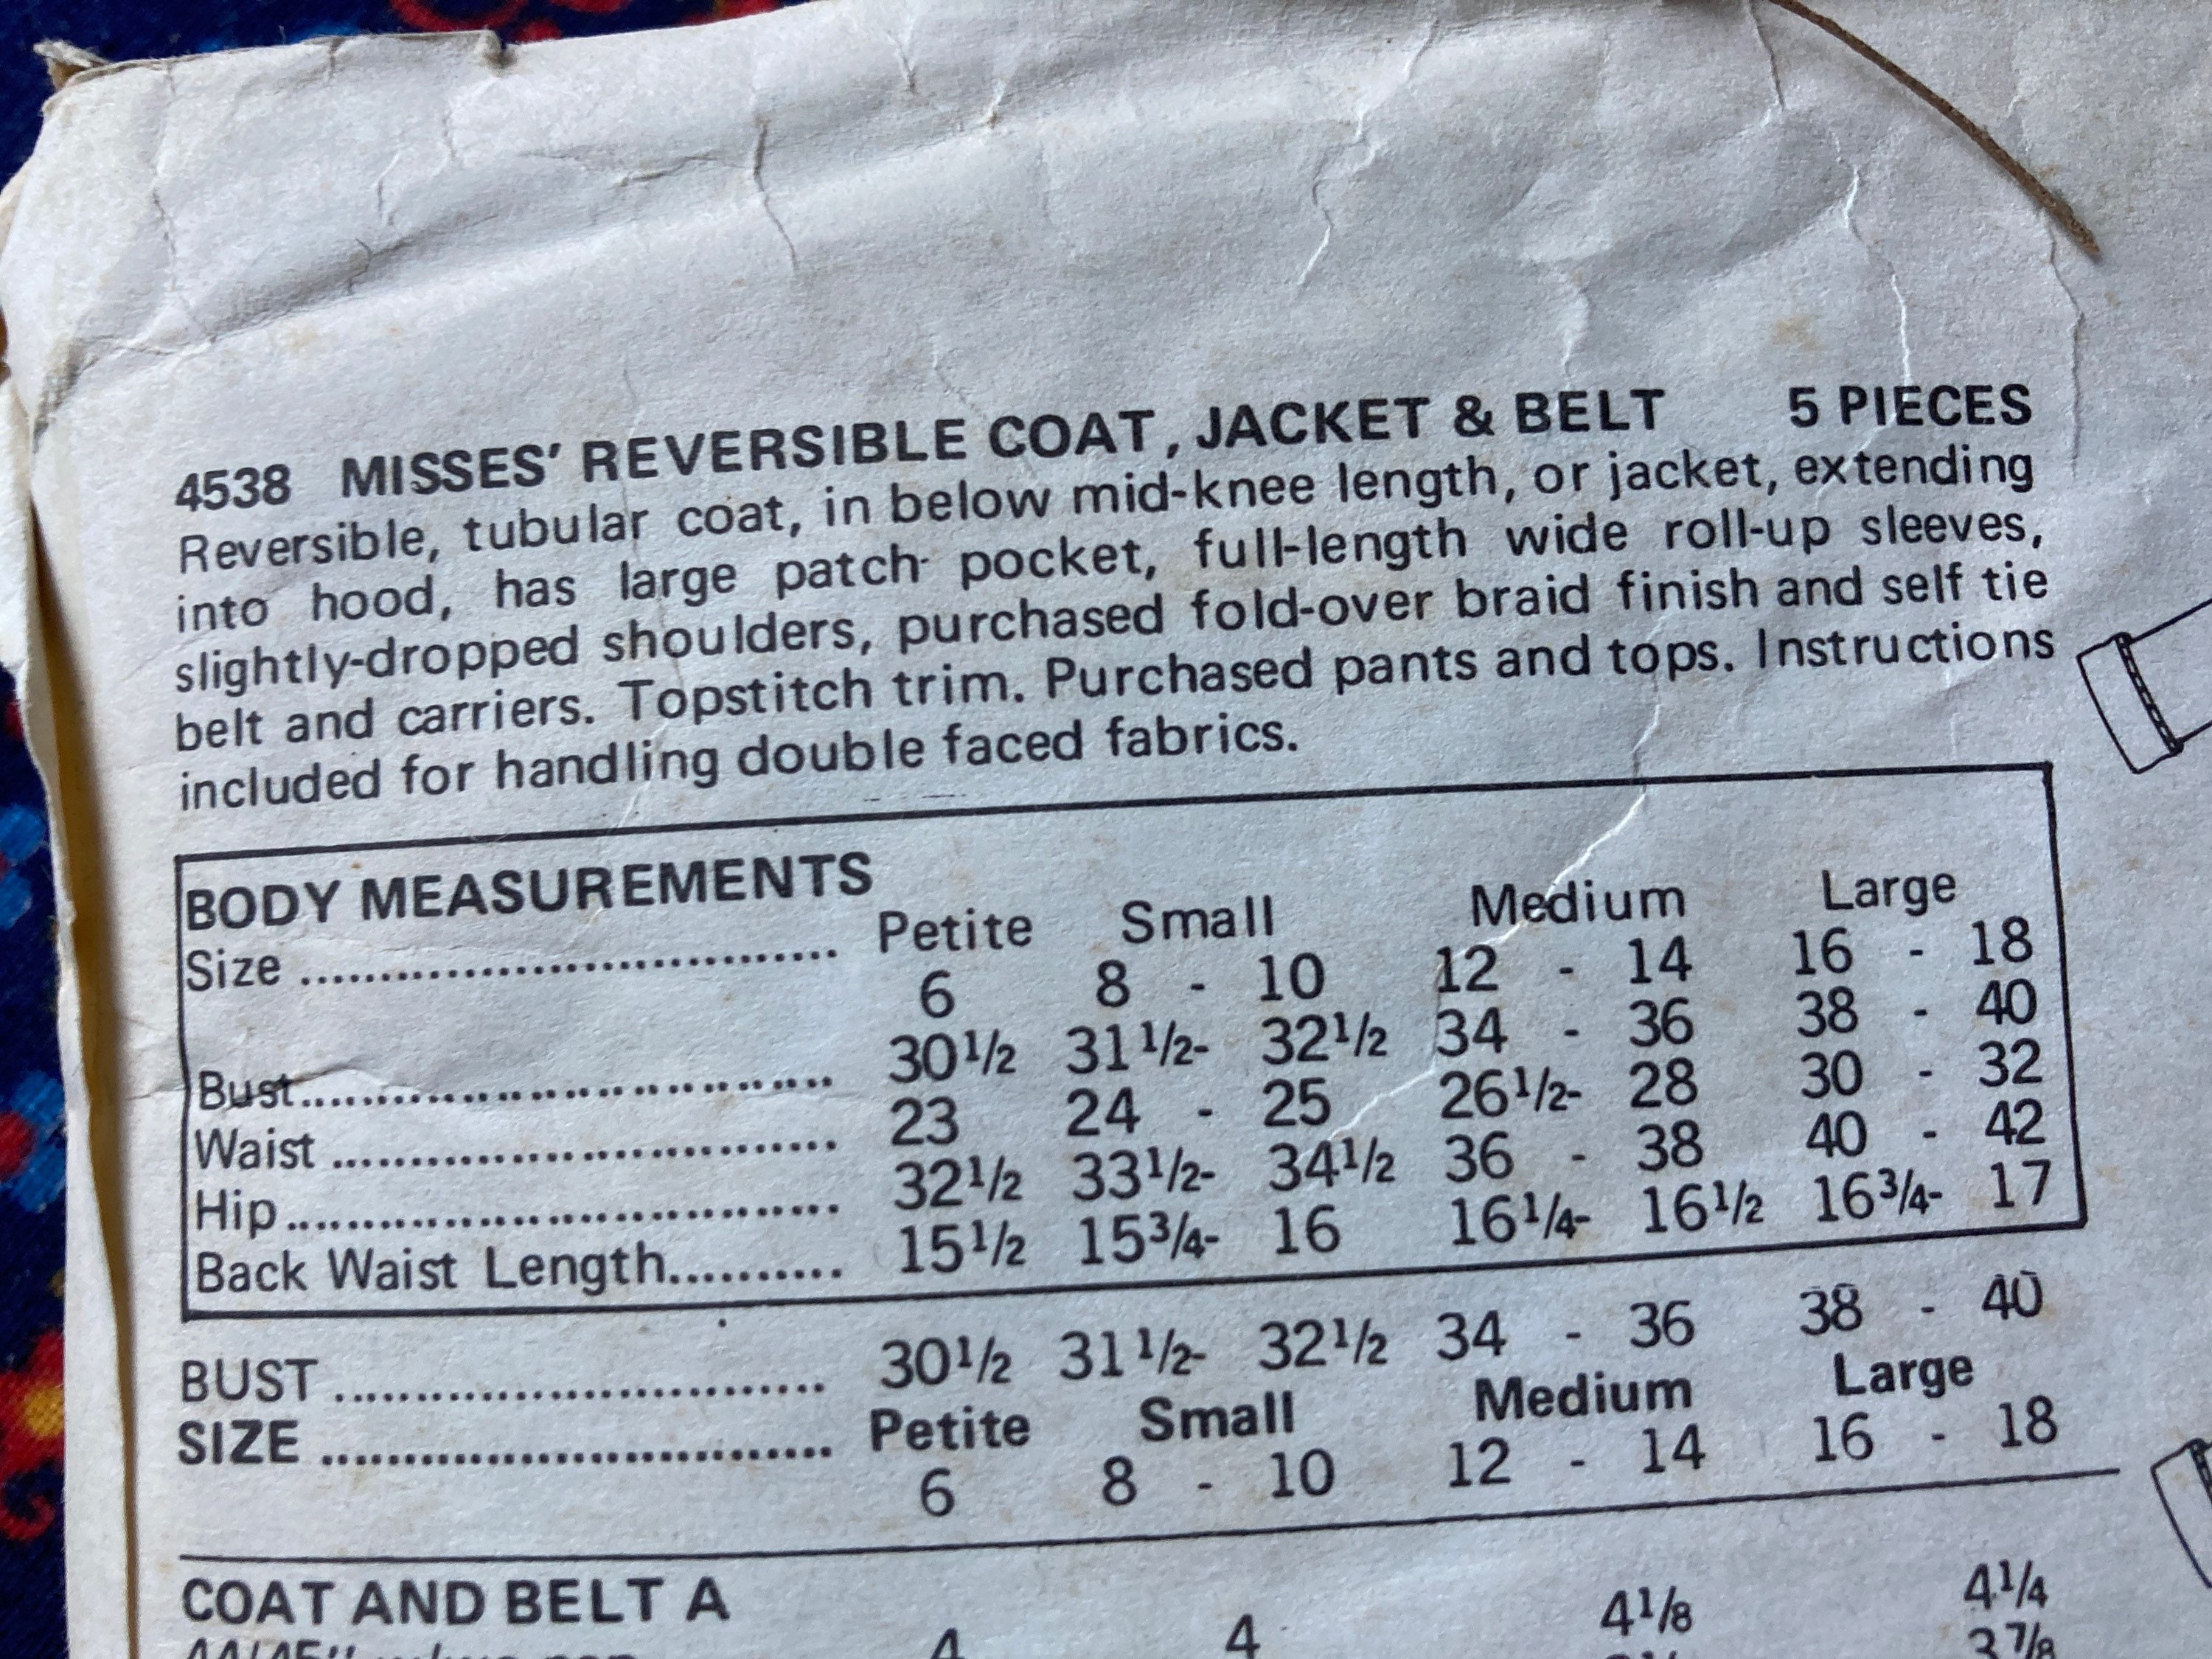 4538 MISSES' REVERSIBLE COAT, JACKET & BELT 5 PIECES
Reversible, tubular coat, in below mid-knee length, or jacket, extending
into hood, has large patch pocket, full-length wide roll-up sleeves,
slightly-dropped shoulders, purchased fold-over braid finish and self tie
belt and carriers. Topstitch trim. Purchased pants and tops. Instructions
included for handling double faced fabrics.
BODY MEASUREMENTS
Size .................................. Petite Small Medium Large
6 8 - 10 12 - 14 16 - 18
Bust.................................. 30½ 31½- 32½ 34 - 36 38 - 40
Waist ................................ 23 24 - 25 26½- 28 30 - 32
Hip................................... 32½ 33½- 34½ 36 - 38 40 - 42
Back Waist Length........... 15½ 15¾- 16 16¼- 16½ 16¾- 17
BUST ............................... 30½ 31½- 32½ 34 - 36 38 - 40
SIZE ................................ Petite Small Medium Large
6 8 - 10 12 - 14 16 - 18
COAT AND BELT A
44/45" 4 4 4⅛ 4¼
3⅞